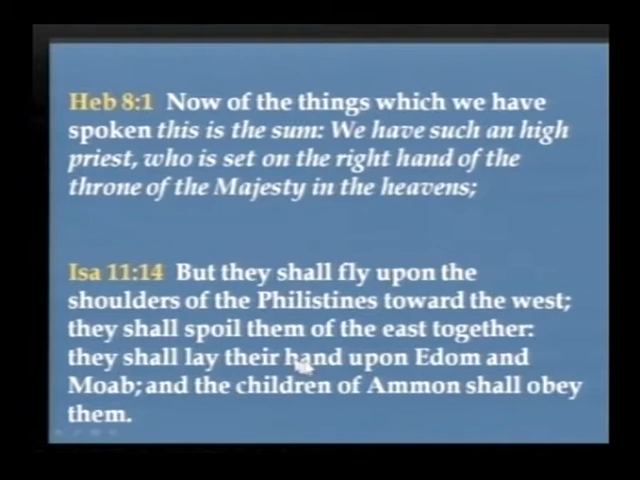 Heb 8:1 Now of the things which we have
spoken this is the sum: We have such an high
priest, who is set on the right hand of the
throne of the Majesty in the heavens;
Isa 11:14 But they shall fly upon the
shoulders of the Philistines toward the west;
they shall spoil them of the east together:
they shall lay their hand upon Edom and
Moab; and the children of Ammon shall obey
them.